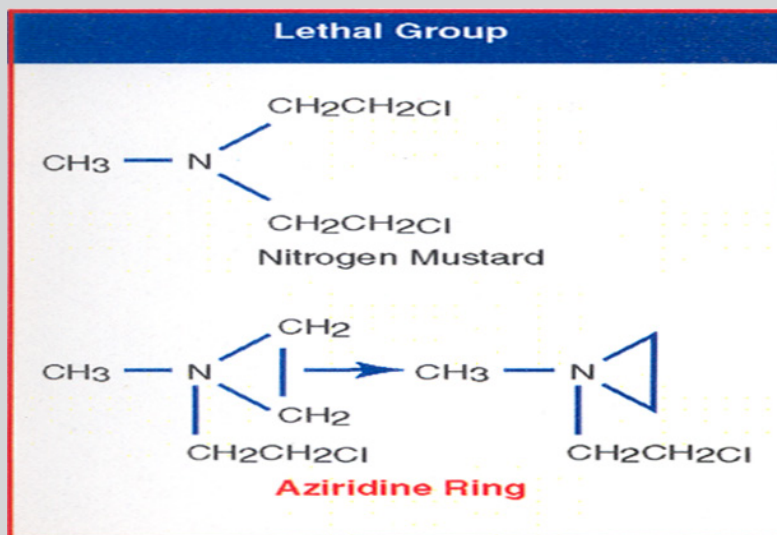 Lethal Group
CH2CH2Cl
CH3 N
CH2CH2Cl
Nitrogen Mustard
CH2
CH3 N CH3 N
CH2
CH2CH2Cl CH2CH2Cl
Aziridine Ring